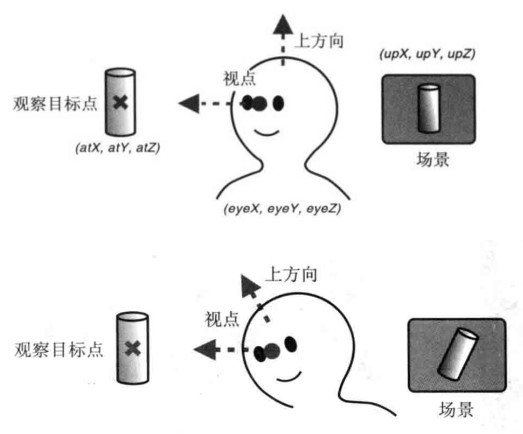 上方向
(upX, upY, upZ)
视点
观察目标点
(atX, atY, atZ)
场景
(eyeX, eyeY, eyeZ)
上方向
视点
观察目标点
场景